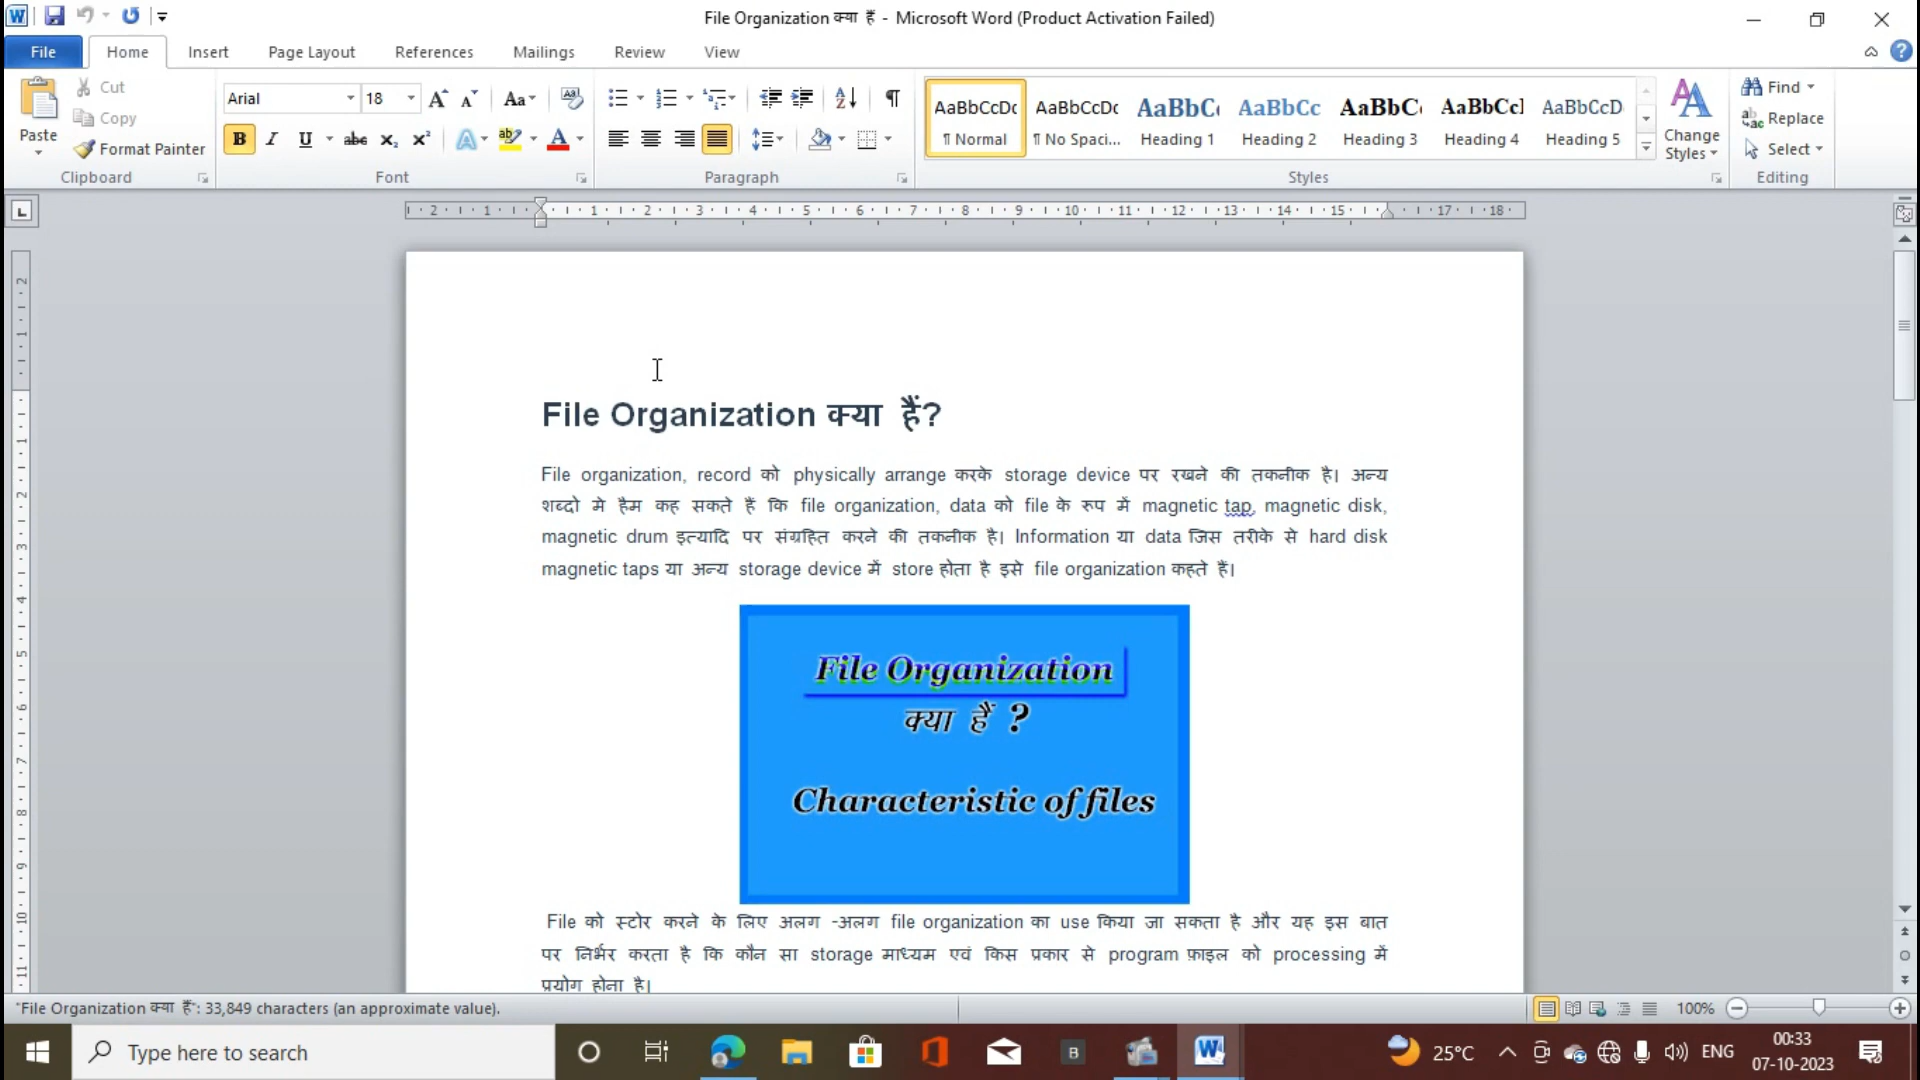 File Organization क्या हैं - Microsoft Word (Product Activation Failed)
File Home Insert Page Layout References Mailings Review View
Paste
Cut
Copy
Format Painter
Clipboard
Arial 18
Font
Paragraph
AaBbCcDc AaBbCcDc AaBbC AaBbCc AaBbC AaBbCcI AaBbCcD
¶ Normal ¶ No Spaci... Heading 1 Heading 2 Heading 3 Heading 4 Heading 5
Change Styles
Styles
Find
Replace
Select
Editing
File Organization क्या हैं?
File organization, record को physically arrange करके storage device पर रखने की तकनीक है। अन्य
शब्दो मे हैम कह सकते हैं कि file organization, data को file के रूप में magnetic tap, magnetic disk,
magnetic drum इत्यादि पर संग्रहित करने की तकनीक है। Information या data जिस तरीके से hard disk
magnetic taps या अन्य storage device में store होता है इसे file organization कहते हैं।
File Organization
क्या हैं ?
Characteristic of files
File को स्टोर करने के लिए अलग -अलग file organization का use किया जा सकता है और यह इस बात
पर निर्भर करता है कि कौन सा storage माध्यम एवं किस प्रकार से program फ़ाइल को processing में
प्रयोग होना है।
"File Organization क्या हैं": 33,849 characters (an approximate value).
100%
Type here to search
25°C
ENG
00:33
07-10-2023